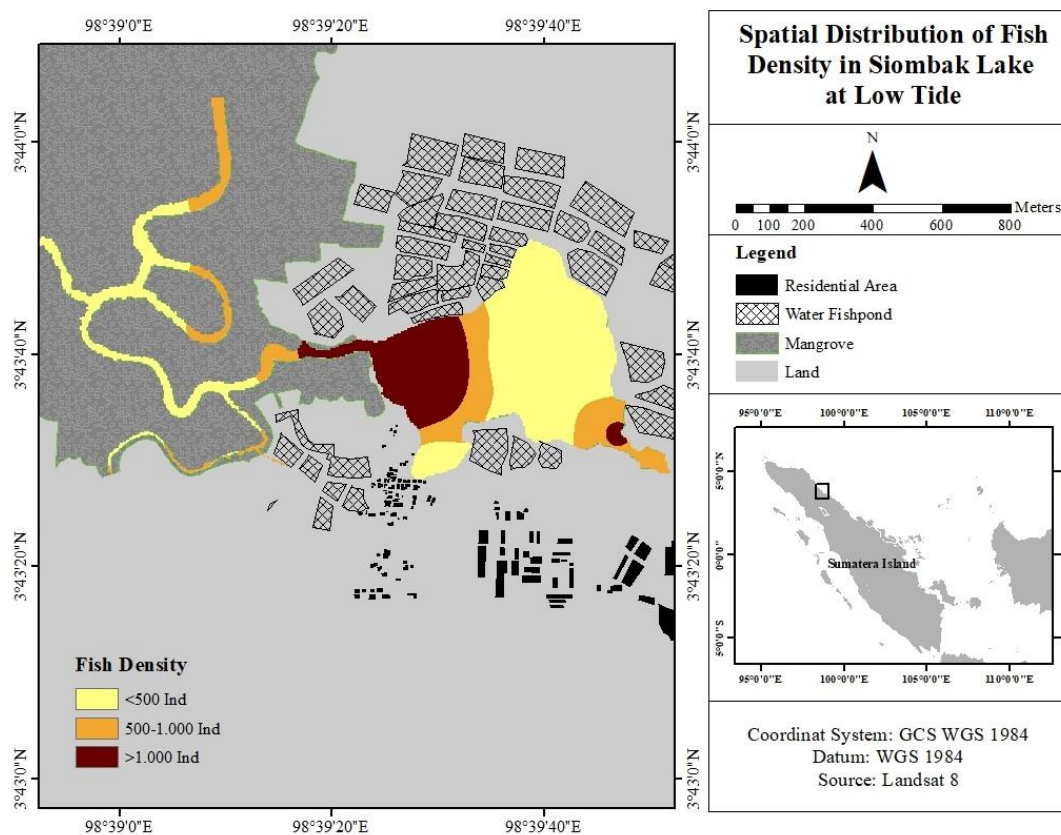 98°39'0"E
98°39'20"E
98°39'40"E
3°44'0"N
3°43'40"N
3°43'20"N
3°43'0"N
3°44'0"N
3°43'40"N
3°43'20"N
3°43'0"N
Fish Density
<500 Ind
500-1.000 Ind
>1.000 Ind
98°39'0"E
98°39'20"E
98°39'40"E
Spatial Distribution of Fish
Density in Siombak Lake
at Low Tide
N
Meters
0 50 100 200 400 600 800
Legend
Residential Area
Water Fishpond
Mangrove
Land
95°0'0"E
100°0'0"E
105°0'0"E
110°0'0"E
5°0'0"N
0°0'0"
5°0'0"S
Sumatera Island
95°0'0"E
100°0'0"E
105°0'0"E
110°0'0"E
Coordinat System: GCS WGS 1984
Datum: WGS 1984
Source: Landsat 8